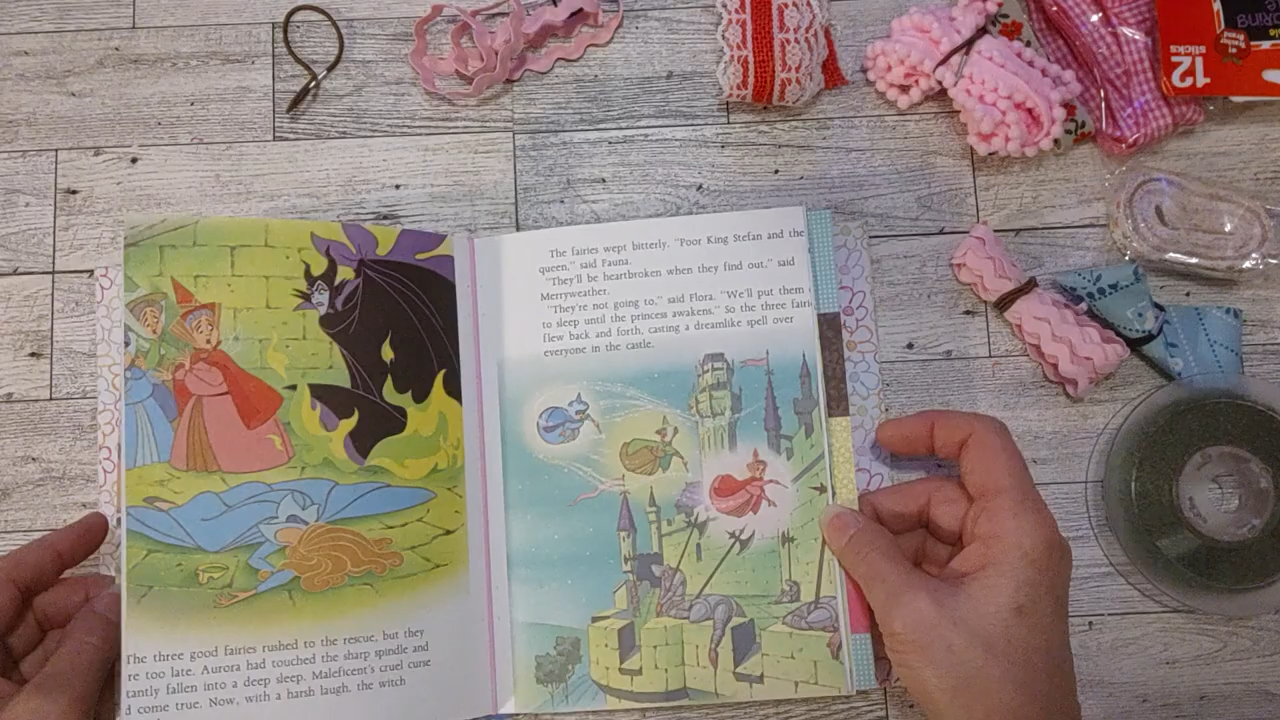 The three good fairies rushed to the rescue, but they
re too late. Aurora had touched the sharp spindle and
tantly fallen into a deep sleep. Maleficent's cruel curse
d come true. Now, with a harsh laugh, the witch
The fairies wept bitterly. "Poor King Stefan and the
queen," said Fauna.
"They'll be heartbroken when they find out," said
Merryweather.
"They're not going to," said Flora. "We'll put them
to sleep until the princess awakens." So the three fairi
flew back and forth, casting a dreamlike spell over
everyone in the castle.
12
sticks